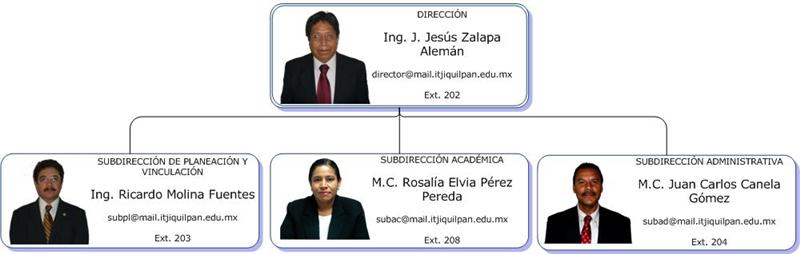 DIRECCIÓN
Ing. J. Jesús Zalapa
Alemán
director@mail.itjiquilpan.edu.mx
Ext. 202
SUBDIRECCIÓN DE PLANEACIÓN Y
VINCULACIÓN
Ing. Ricardo Molina Fuentes
subpl@mail.itjiquilpan.edu.mx
Ext. 203
SUBDIRECCIÓN ACADÉMICA
M.C. Rosalía Elvia Pérez
Pereda
subac@mail.itjiquilpan.edu.mx
Ext. 208
SUBDIRECCIÓN ADMINISTRATIVA
M.C. Juan Carlos Canela
Gómez
subad@mail.itjiquilpan.edu.mx
Ext. 204